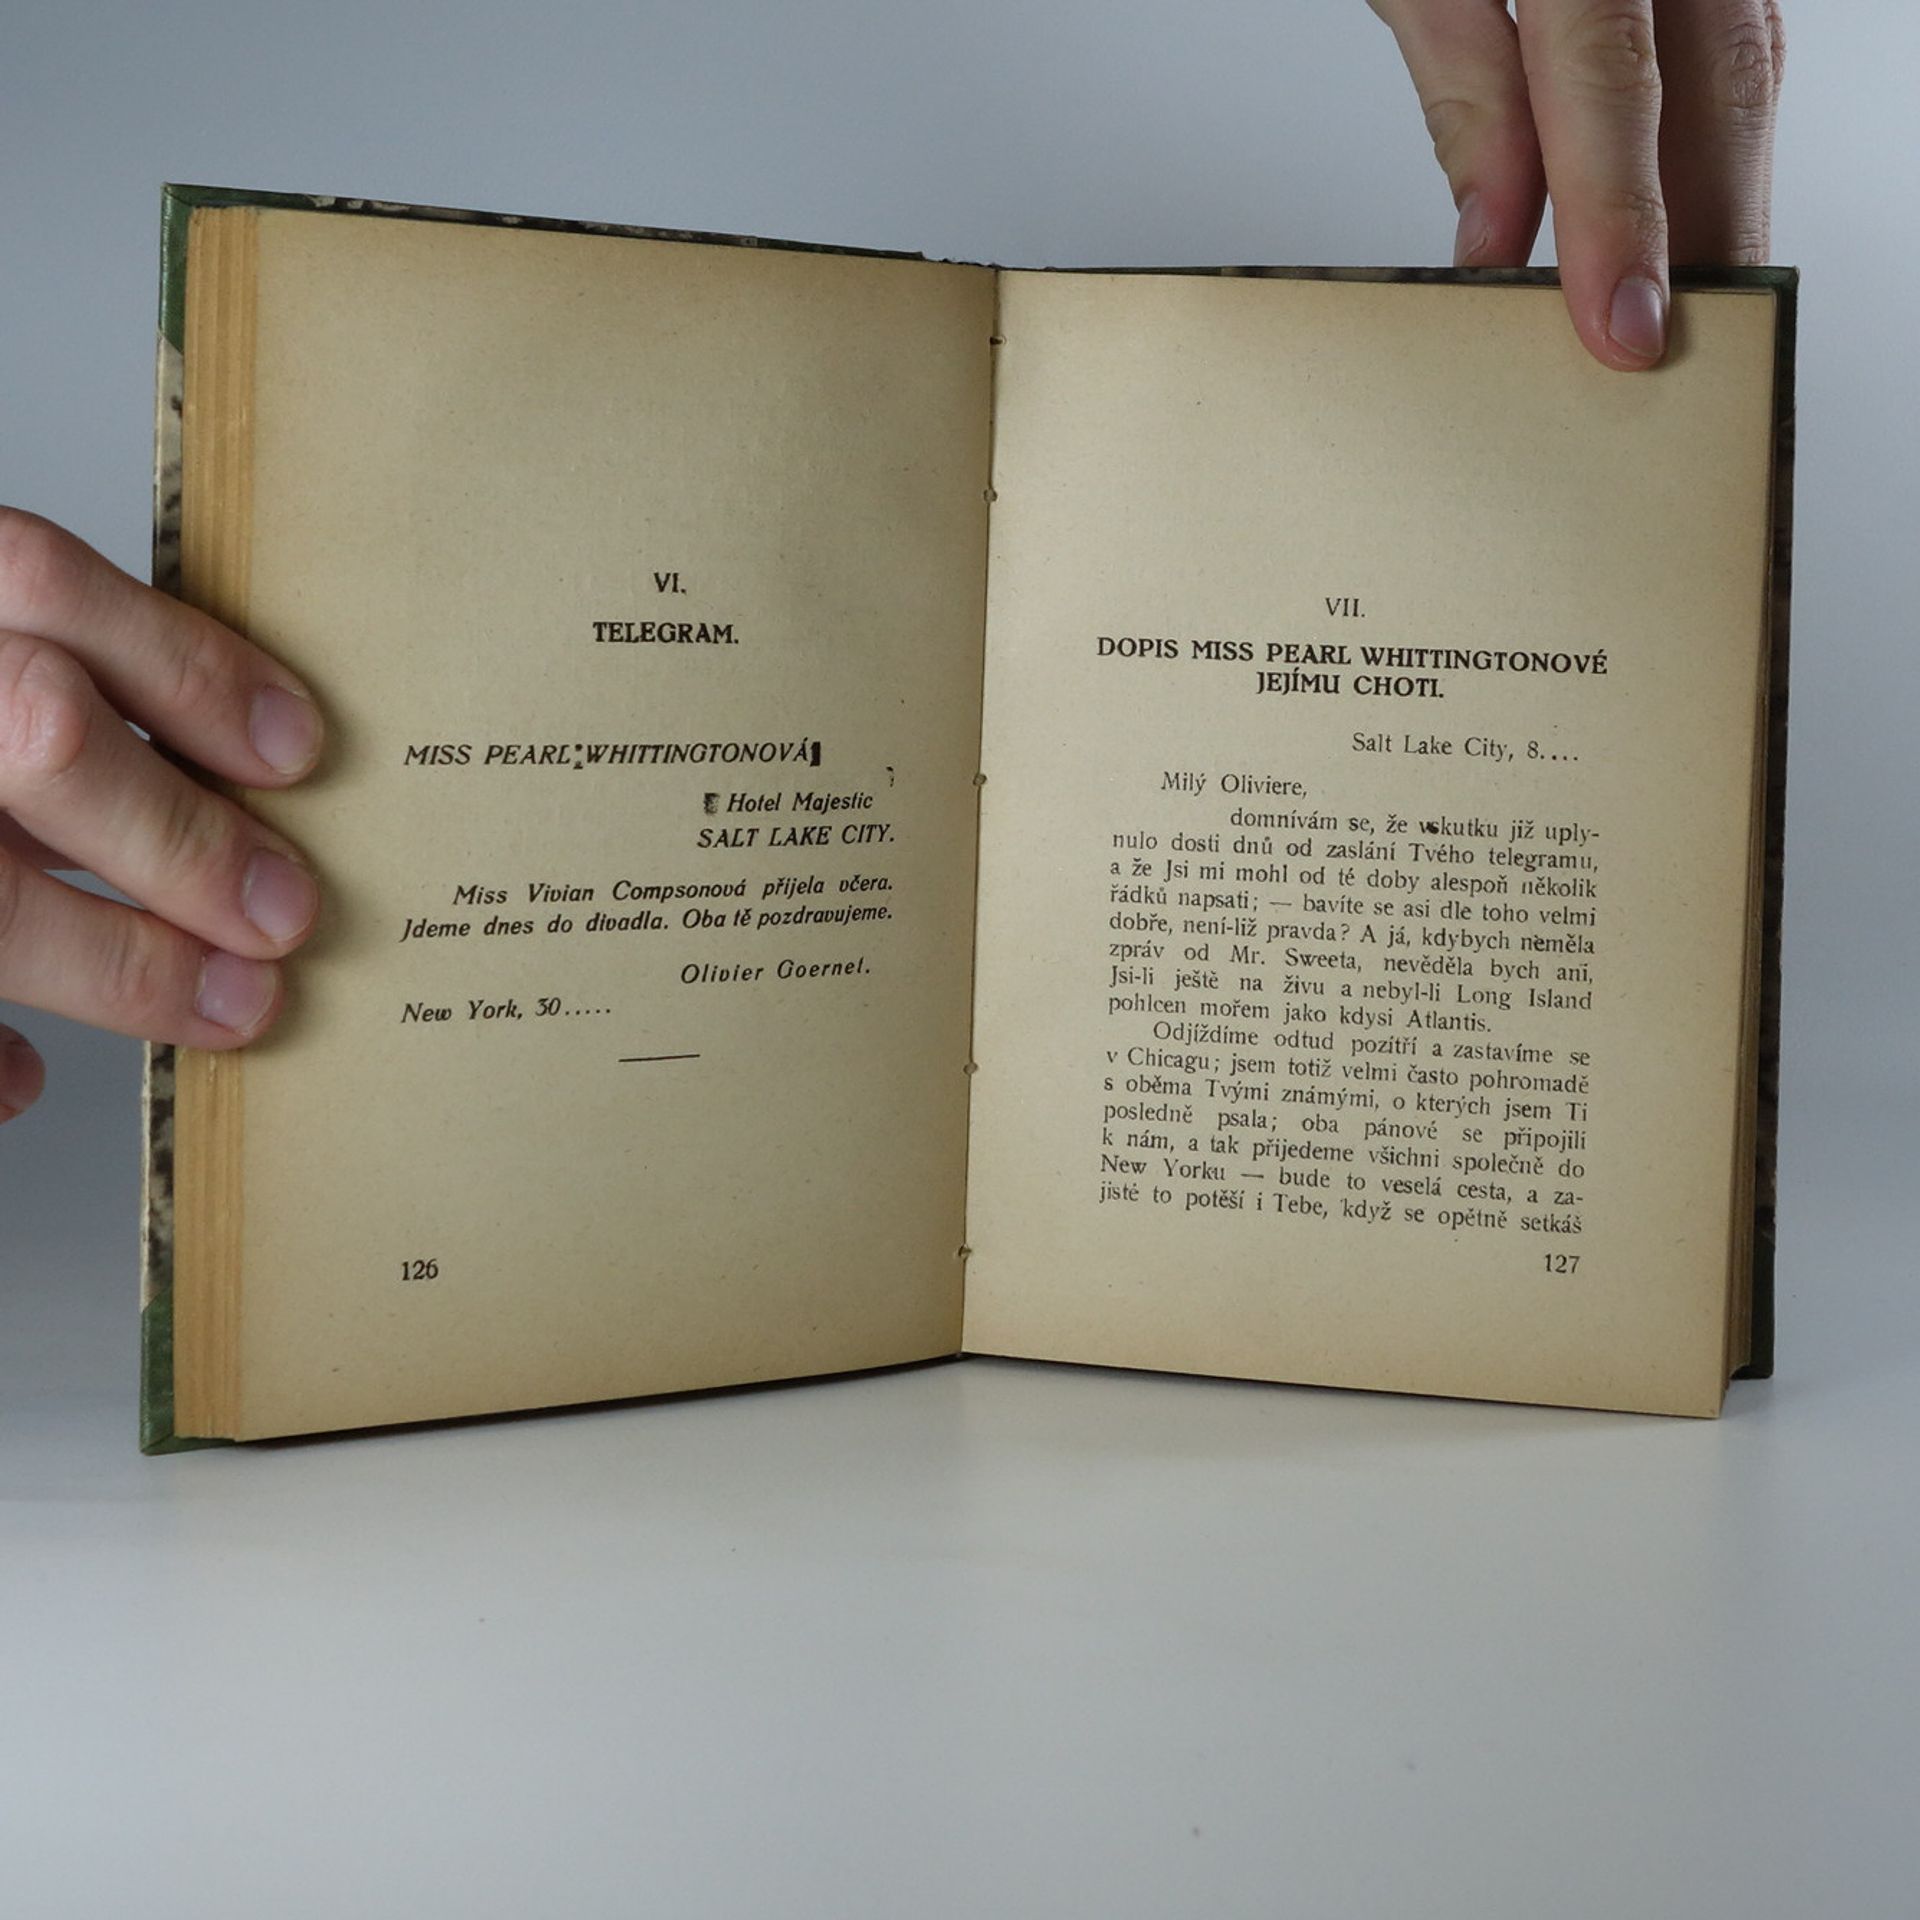 VI.
TELEGRAM.
MISS PEARL WHITTINGTONOVÁ
Hotel Majestic
SALT LAKE CITY.
Miss Vivian Compsonová přijela včera.
Jdeme dnes do divadla. Oba tě pozdravujeme.
Olivier Goernel.
New York, 30.....
126
VII.
DOPIS MISS PEARL WHITTINGTONOVÉ
JEJÍMU CHOTI.
Salt Lake City, 8....
Milý Oliviere,
domnívám se, že vskutku již uply-
nulo dosti dnů od zaslání Tvého telegramu,
a že Jsi mi mohl od té doby alespoň několik
řádků napsati; — bavíte se asi dle toho velmi
dobře, není-liž pravda? A já, kdybych neměla
zpráv od Mr. Sweeta, nevěděla bych ani,
Jsi-li ještě na živu a nebyl-li Long Island
pohlcen mořem jako kdysi Atlantis.
Odjíždíme odtud pozítří a zastavíme se
v Chicagu; jsem totiž velmi často pohromadě
s oběma Tvými známými, o kterých jsem Ti
posledně psala; oba pánové se připojili
k nám, a tak přijedeme všichni společně do
New Yorku — bude to veselá cesta, a za-
jisté to potěší i Tebe, když se opětně setkáš
127